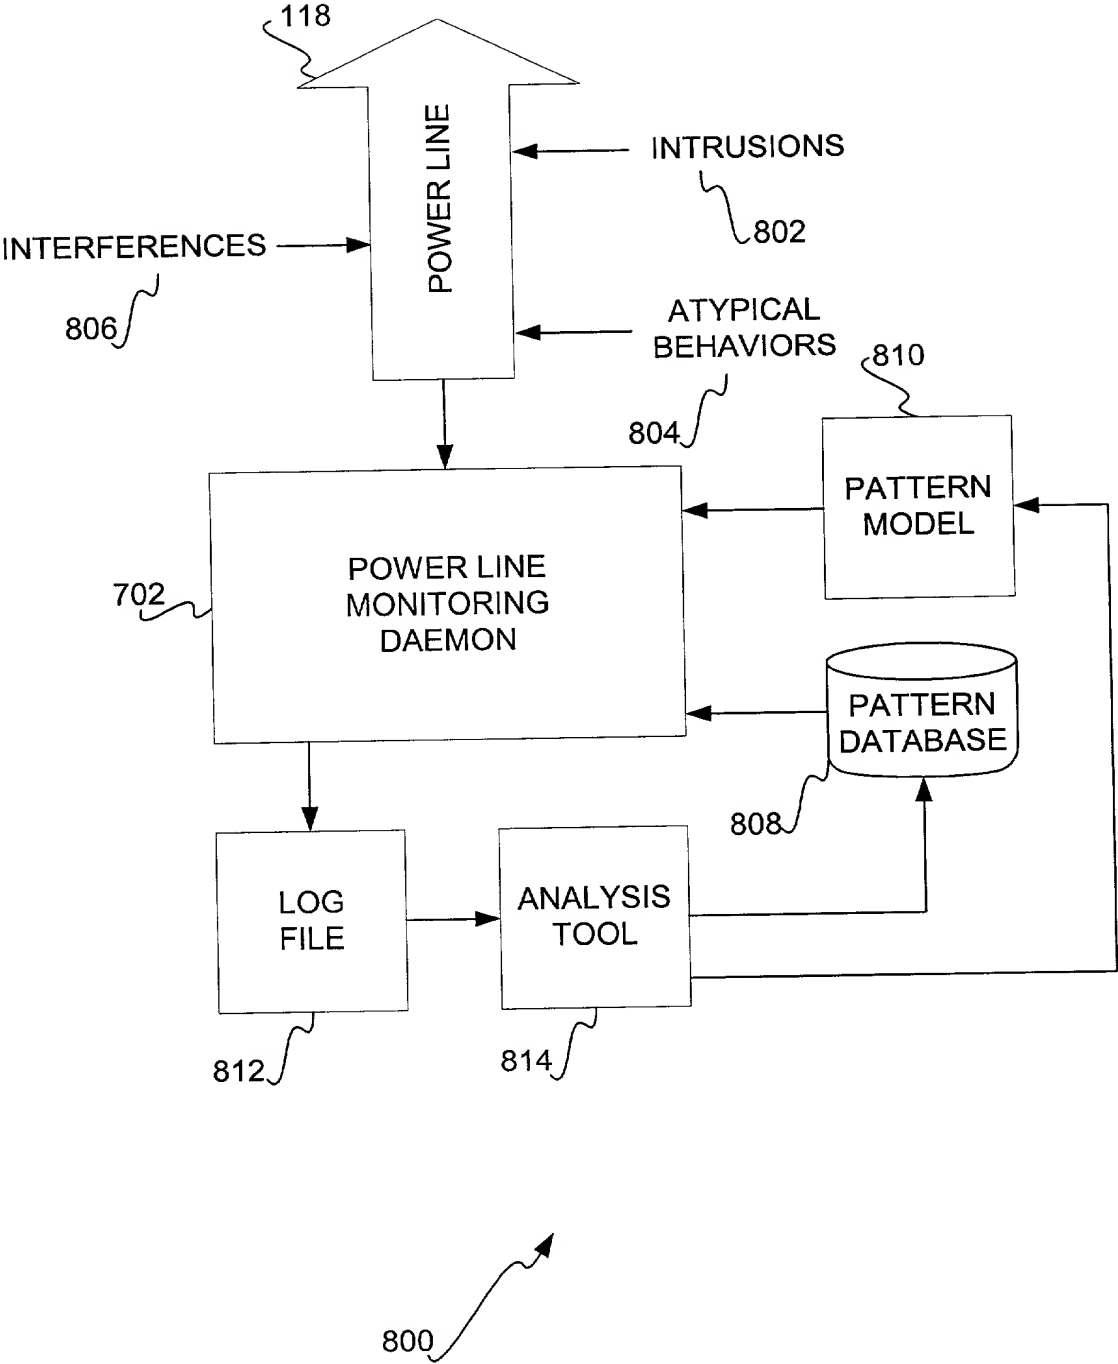 118
POWER LINE
INTRUSIONS
802
INTERFERENCES
806
ATYPICAL
BEHAVIORS
804
810
PATTERN
MODEL
702
POWER LINE
MONITORING
DAEMON
PATTERN
DATABASE
808
LOG
FILE
ANALYSIS
TOOL
812
814
800